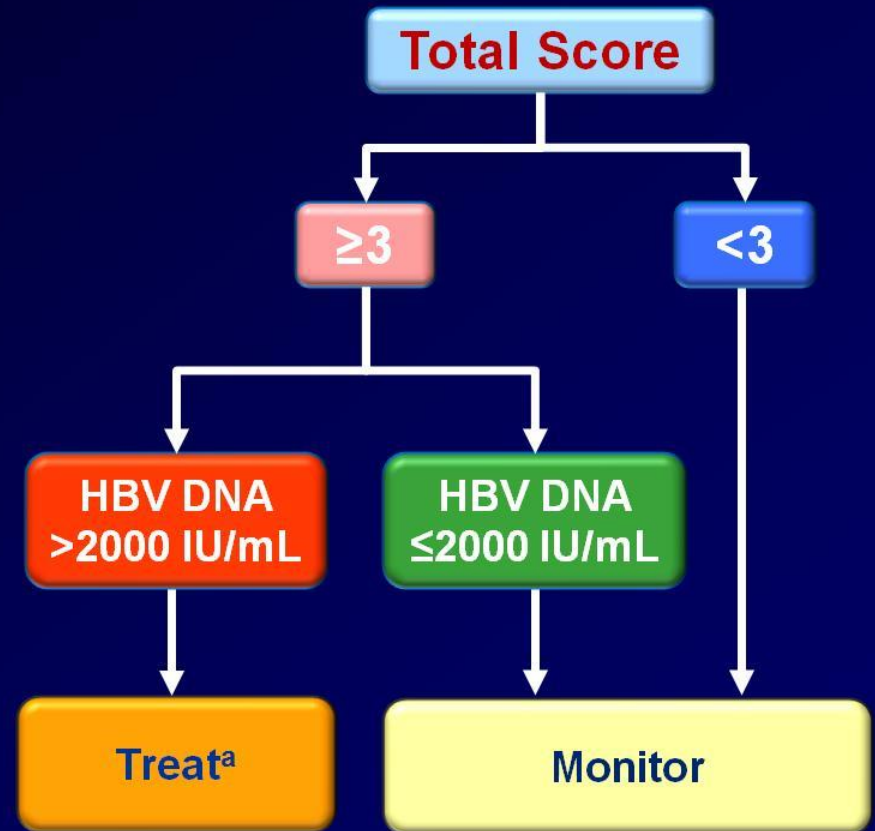 Total Score
≥3
<3
HBV DNA
>2000 IU/mL
HBV DNA
≤2000 IU/mL
Treatᵃ
Monitor